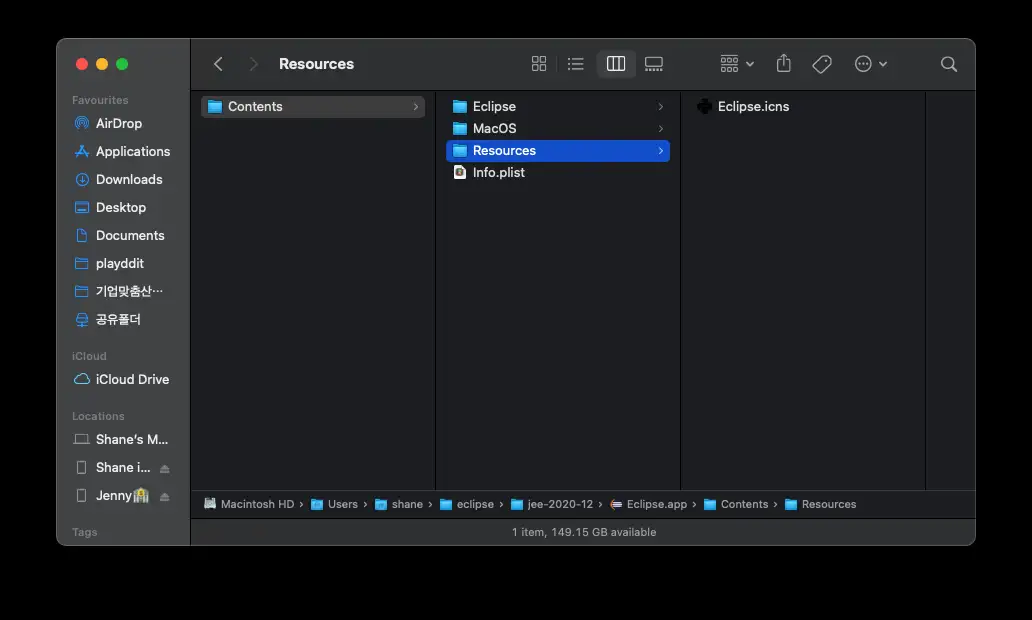 Resources
Favourites
AirDrop
Applications
Downloads
Desktop
Documents
playddit
기업맞춤산…
공유폴더
iCloud
iCloud Drive
Locations
Shane's M...
Shane i...
Jenny🏫
Tags
Contents
Eclipse
MacOS
Resources
Info.plist
Eclipse.icns
Macintosh HD › Users › shane › eclipse › jee-2020-12 › Eclipse.app › Contents › Resources
1 item, 149.15 GB available